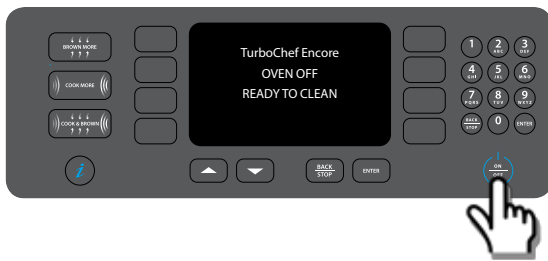 BROWN MORE
COOK MORE
COOK & BROWN
i
TurboChef Encore
OVEN OFF
READY TO CLEAN
BACK
STOP
ENTER
1
2
ABC
3
DEF
4
GHI
5
JKL
6
MNO
7
PQRS
8
TUV
9
WXYZ
BACK
STOP
0
ENTER
ON
OFF